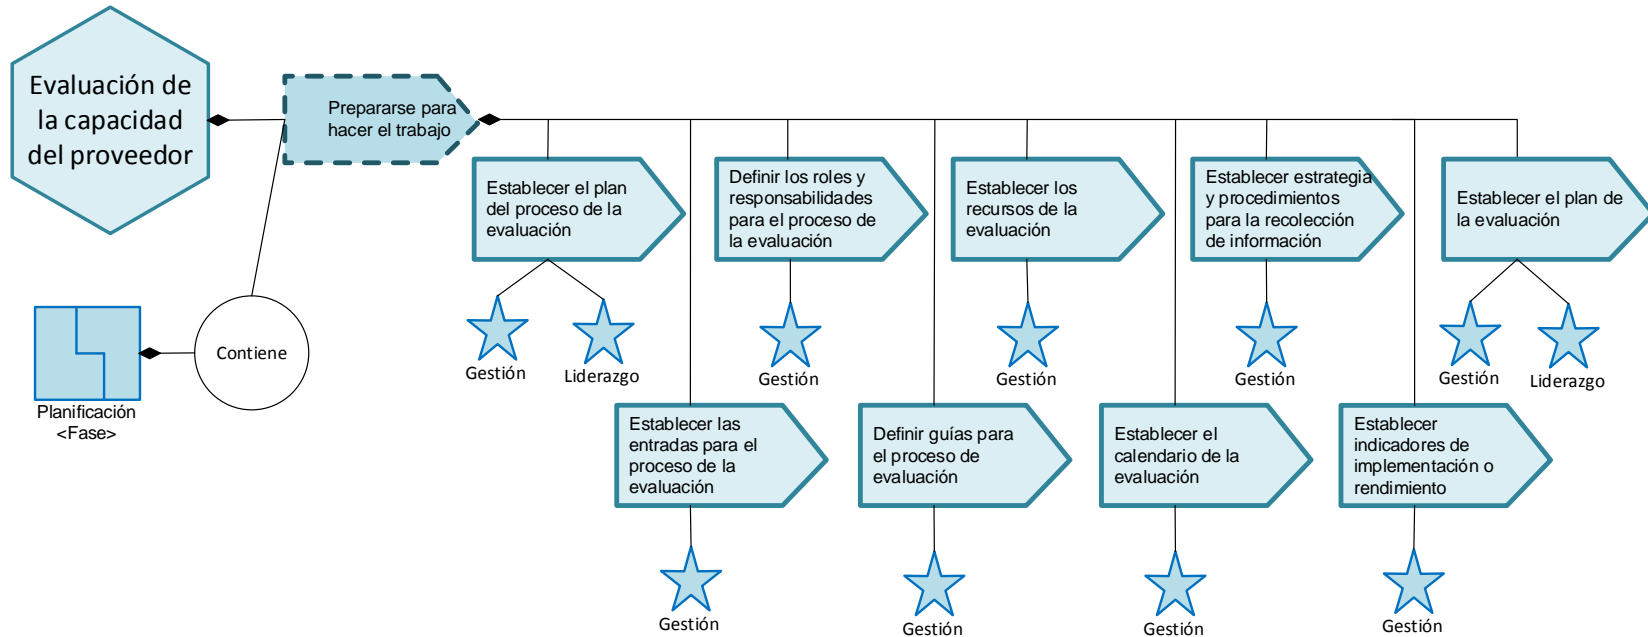 Evaluación de
la capacidad
del proveedor
Prepararse para
hacer el trabajo
Establecer el plan
del proceso de la
evaluación
Definir los roles y
responsabilidades
para el proceso de
la evaluación
Establecer los
recursos de la
evaluación
Establecer estrategia
y procedimientos
para la recolección
de información
Establecer el plan de
la evaluación
Gestión
Liderazgo
Gestión
Gestión
Gestión
Gestión
Liderazgo
Contiene
Planificación
<Fase>
Establecer las
entradas para el
proceso de la
evaluación
Definir guías para
el proceso de
evaluación
Establecer el
calendario de la
evaluación
Establecer
indicadores de
implementación o
rendimiento
Gestión
Gestión
Gestión
Gestión